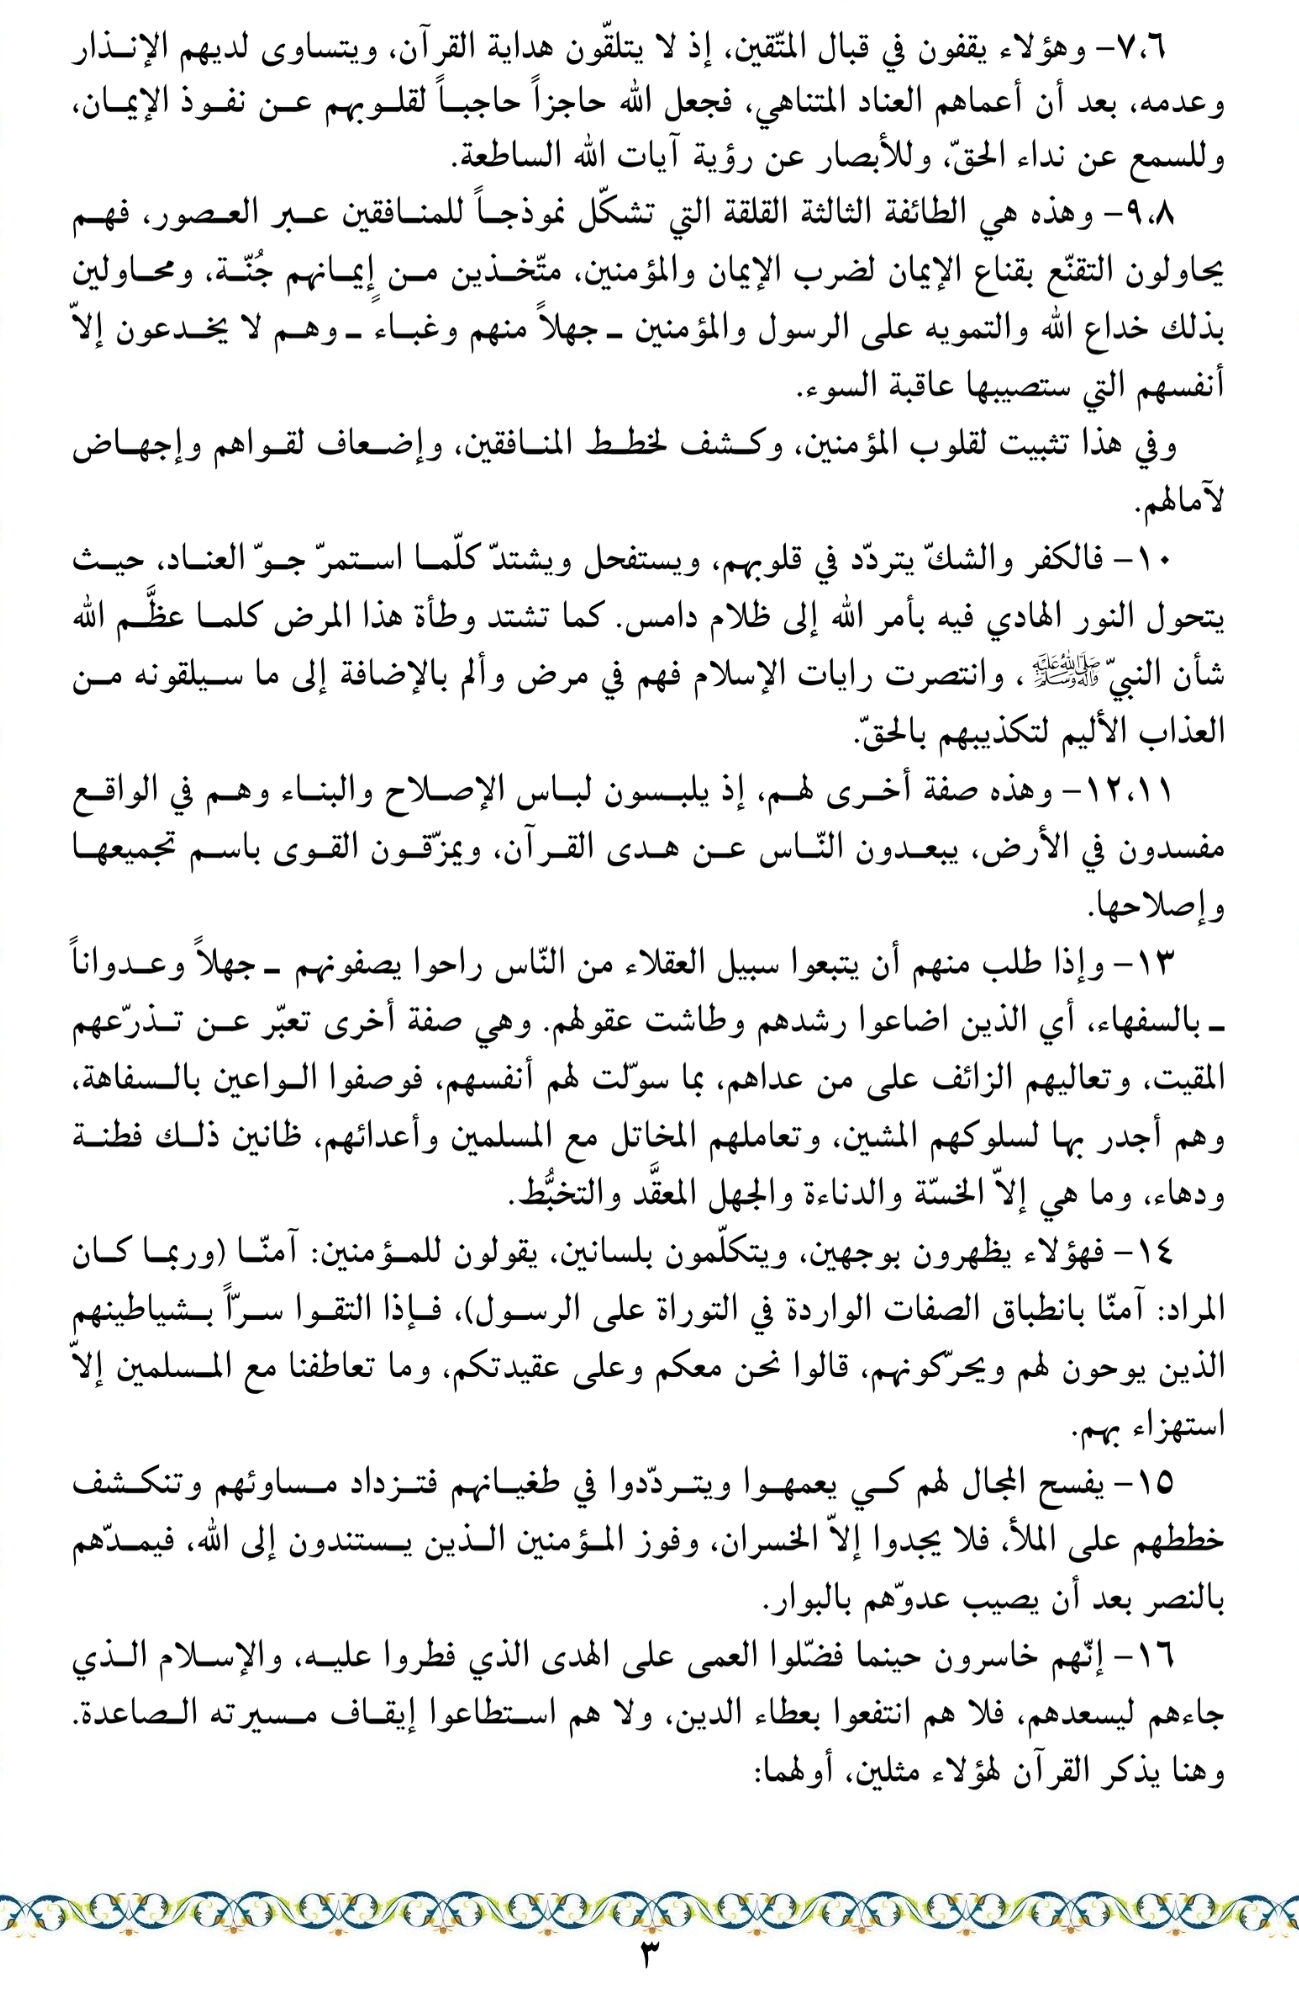 ٧،٦– وهؤلاء يقفون في قبال المتّقين، إذ لا يتلقّون هداية القرآن، ويتساوى لديهم الإنذار
وعدمه، بعد أن أعماهم العناد المتناهي، فجعل الله حاجزاً حاجباً لقلوبهم عن نفوذ الإيمان،
وللسمع عن نداء الحقّ، وللأبصار عن رؤية آيات الله الساطعة.
٩،٨– وهذه هي الطائفة الثالثة القلقة التي تشكّل نموذجاً للمنافقين عبر العصور، فهم
يحاولون التقنّع بقناع الإيمان لضرب الإيمان والمؤمنين، متّخذين من إيمانهم جُنّة، ومحاولين
بذلك خداع الله والتمويه على الرسول والمؤمنين ـ جهلاً منهم وغباءٍ ـ وهم لا يخدعون إلاّ
أنفسهم التي ستصيبها عاقبة السوء.
وفي هذا تثبيت لقلوب المؤمنين، وكشف لخطط المنافقين، وإضعاف لقواهم وإجهاض
لآمالهم.
١٠– فالكفر والشكّ يتردّد في قلوبهم، ويستفحل ويشتدّ كلّما استمرّ جوّ العناد، حيث
يتحول النور الهادي فيه بأمر الله إلى ظلام دامس. كما تشتد وطأة هذا المرض كلما عظَّم الله
شأن النبيّ صلى الله عليه وآله وسلم ، وانتصرت رايات الإسلام فهم في مرض وألم بالإضافة إلى ما سيلقونه من
العذاب الأليم لتكذيبهم بالحقّ.
١٢،١١– وهذه صفة أخرى لهم، إذ يلبسون لباس الإصلاح والبناء وهم في الواقع
مفسدون في الأرض، يبعدون النّاس عن هدى القرآن، ويمزّقون القوى باسم تجميعها
وإصلاحها.
١٣– وإذا طلب منهم أن يتبعوا سبيل العقلاء من النّاس راحوا يصفونهم ـ جهلاً وعدواناً
ـ بالسفهاء، أي الذين اضاعوا رشدهم وطاشت عقولهم. وهي صفة أخرى تعبّر عن تذرّعهم
المقيت، وتعاليهم الزائف على من عداهم، بما سوّلت لهم أنفسهم، فوصفوا الواعين بالسفاهة،
وهم أجدر بها لسلوكهم المشين، وتعاملهم المخاتل مع المسلمين وأعدائهم، ظانين ذلك فطنة
ودهاء، وما هي إلاّ الخسّة والدناءة والجهل المعقَّد والتخبُّط.
١٤– فهؤلاء يظهرون بوجهين، ويتكلّمون بلسانين، يقولون للمؤمنين: آمنّا (وربما كان
المراد: آمنّا بانطباق الصفات الواردة في التوراة على الرسول)، فإذا التقوا سرّاً بشياطينهم
الذين يوحون لهم ويحرّكونهم، قالوا نحن معكم وعلى عقيدتكم، وما تعاطفنا مع المسلمين إلاّ
استهزاء بهم.
١٥– يفسح المجال لهم كي يعمهوا ويتردّدوا في طغيانهم فتزداد مساوئهم وتنكشف
خططهم على الملأ، فلا يجدوا إلاّ الخسران، وفوز المؤمنين الذين يستندون إلى الله، فيمدّهم
بالنصر بعد أن يصيب عدوّهم بالبوار.
١٦– إنّهم خاسرون حينما فضّلوا العمى على الهدى الذي فطروا عليه، والإسلام الذي
جاءهم ليسعدهم، فلا هم انتفعوا بعطاء الدين، ولا هم استطاعوا إيقاف مسيرته الصاعدة.
وهنا يذكر القرآن لهؤلاء مثلين، أولهما:
٣